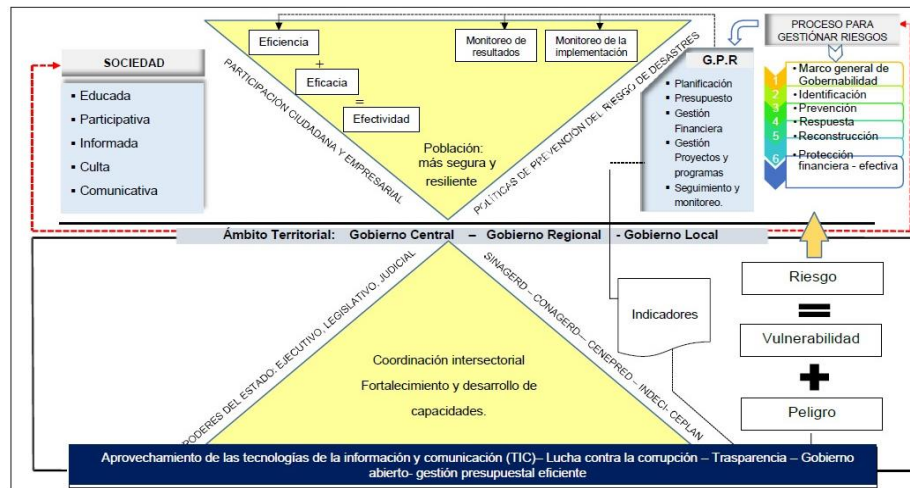 PROCESO PARA
GESTIÓNAR RIESGOS
Eficiencia
+
Eficacia
=
Efectividad
Monitoreo de
resultados
Monitoreo de la
implementación
SOCIEDAD
▪ Educada
▪ Participativa
▪ Informada
▪ Culta
▪ Comunicativa
PARTICIPACIÓN CIUDADANA Y EMPRESARIAL
Población:
más segura y
resiliente
POLÍTICAS DE PREVENCIÓN DEL RIESGO DE DESASTRES
G.P.R
▪ Planificación
▪ Presupuesto
▪ Gestión
Financiera
▪ Gestión
Proyectos y
programas
▪ Seguimiento y
monitoreo.
1
• Marco general de
Gobernabilidad
2
• Identificación
3
• Prevención
4
• Respuesta
5
• Reconstrucción
6
• Protección
financiera - efectiva
Ámbito Territorial: Gobierno Central – Gobierno Regional - Gobierno Local
PODERES DEL ESTADO: EJECUTIVO, LEGISLATIVO, JUDICIAL
SINAGERD – CONAGERD–- CENEPRED – INDECI- CEPLAN
Coordinación intersectorial
Fortalecimiento y desarrollo de
capacidades.
Indicadores
Riesgo
=
Vulnerabilidad
+
Peligro
Aprovechamiento de las tecnologías de la información y comunicación (TIC)– Lucha contra la corrupción – Trasparencia – Gobierno
abierto- gestión presupuestal eficiente